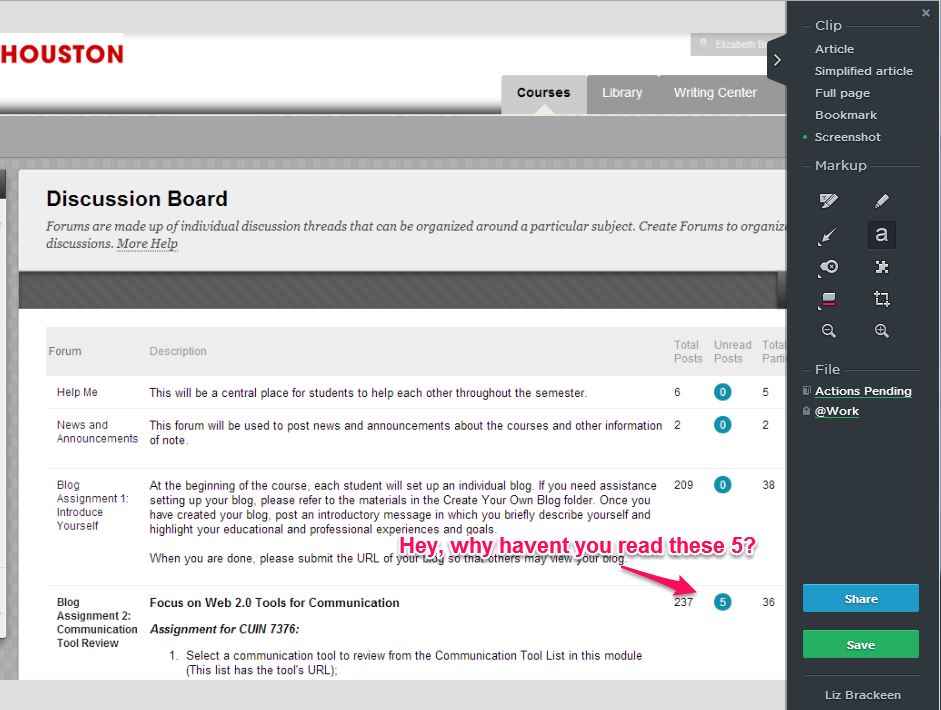 HOUSTON
Elizabeth
Courses
Library
Writing Center
Discussion Board
Forums are made up of individual discussion threads that can be organized around a particular subject. Create Forums to organize
discussions. More Help
Forum
Description
Total
Posts
Unread
Posts
Total
Help Me
This will be a central place for students to help each other throughout the semester.
6
0
5
News and
Announcements
This forum will be used to post news and announcements about the courses and other information
of note.
2
0
2
Blog
Assignment 1:
Introduce
Yourself
At the beginning of the course, each student will set up an individual blog. If you need assistance
setting up your blog, please refer to the materials in the Create Your Own Blog folder. Once you
have created your blog, post an introductory message in which you briefly describe yourself and
highlight your educational and professional experiences and goals.
When you are done, please submit the URL of your blog so that others may view your blog.
209
0
38
Hey, why havent you read these 5?
Blog
Assignment 2:
Communication
Tool Review
Focus on Web 2.0 Tools for Communication
237
5
36
Assignment for CUIN 7376:
1. Select a communication tool to review from the Communication Tool List in this module
(This list has the tool's URL);
Clip
Article
Simplified article
Full page
Bookmark
Screenshot
Markup
a
File
Actions Pending
@Work
Share
Save
Liz Brackeen